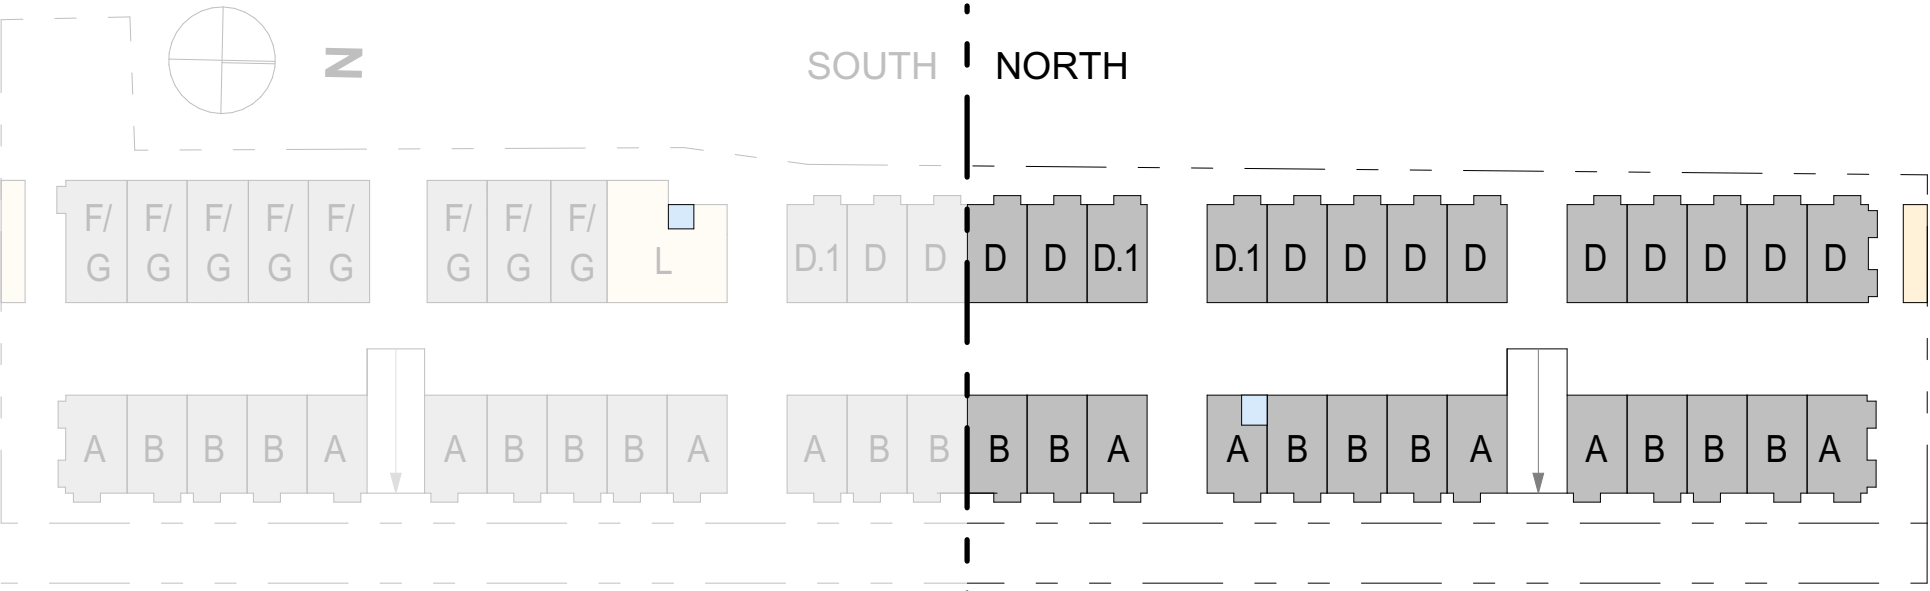 N
SOUTH NORTH
F/ F/ F/ F/ F/ F/ F/ F/
G G G G G G G G L D.1 D D D D D.1 D.1 D D D D D D D D D
A B B B A A B B B A A B B B B A A B B B A A B B B A